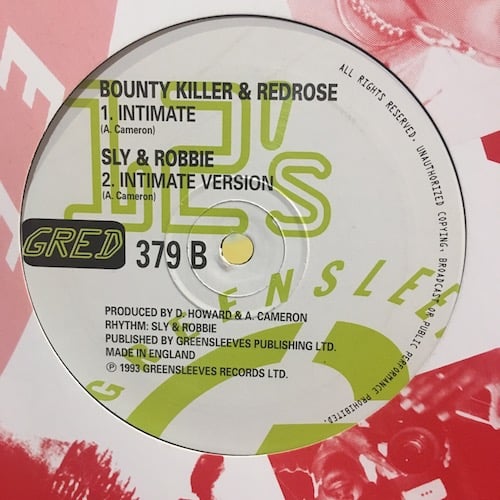 BOUNTY KILLER & REDROSE
1. INTIMATE
(A. Cameron)
SLY & ROBBIE
2. INTIMATE VERSION
(A. Cameron)
12's
GRED 379 B
PRODUCED BY D. HOWARD & A. CAMERON
RHYTHM: SLY & ROBBIE
PUBLISHED BY GREENSLEEVES PUBLISHING LTD.
MADE IN ENGLAND
Ⓟ 1993 GREENSLEEVES RECORDS LTD.
ALL RIGHTS RESERVED. UNAUTHORIZED COPYING, BROADCAST OR PUBLIC PERFORMANCE PROHIBITED.